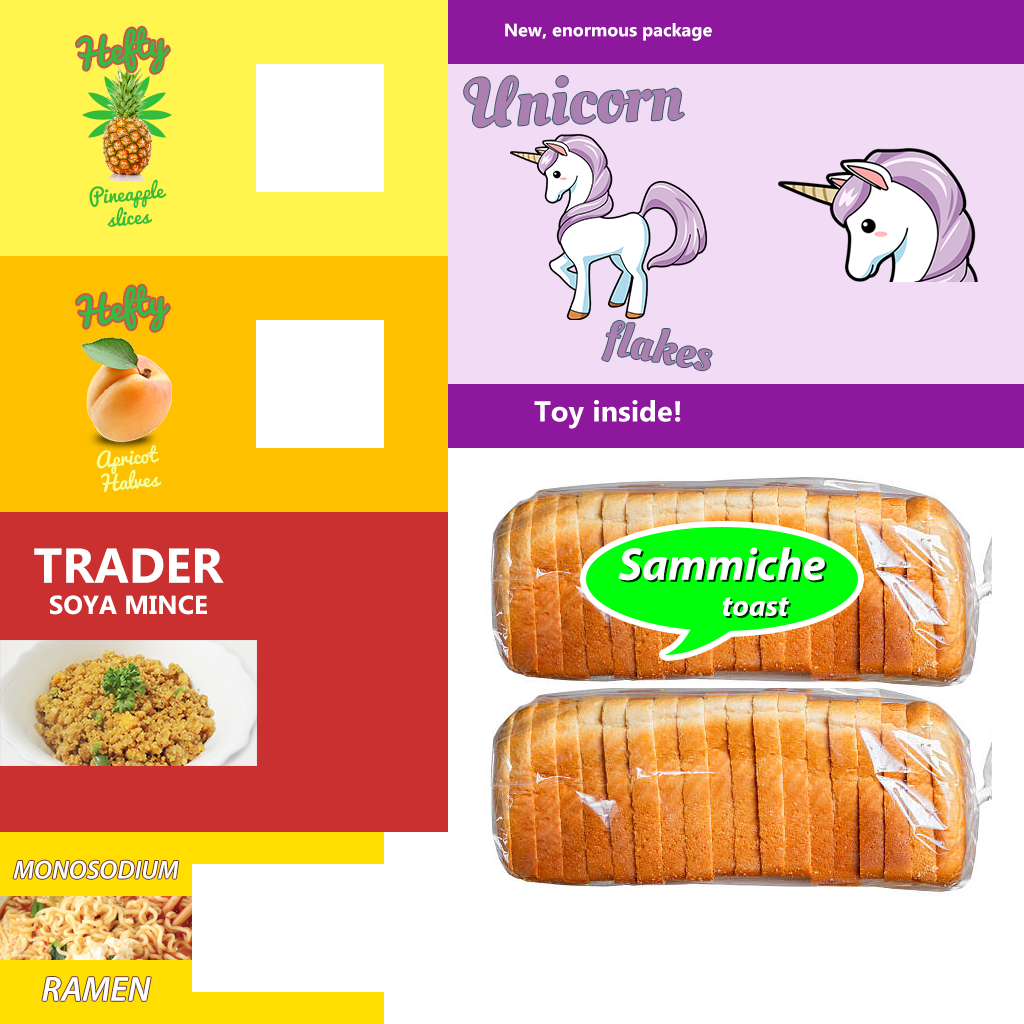 Hefty
Pineapple
slices
Hefty
Apricot
Halves
TRADER
SOYA MINCE
MONOSODIUM
RAMEN
New, enormous package
Unicorn
flakes
Toy inside!
Sammiche
toast